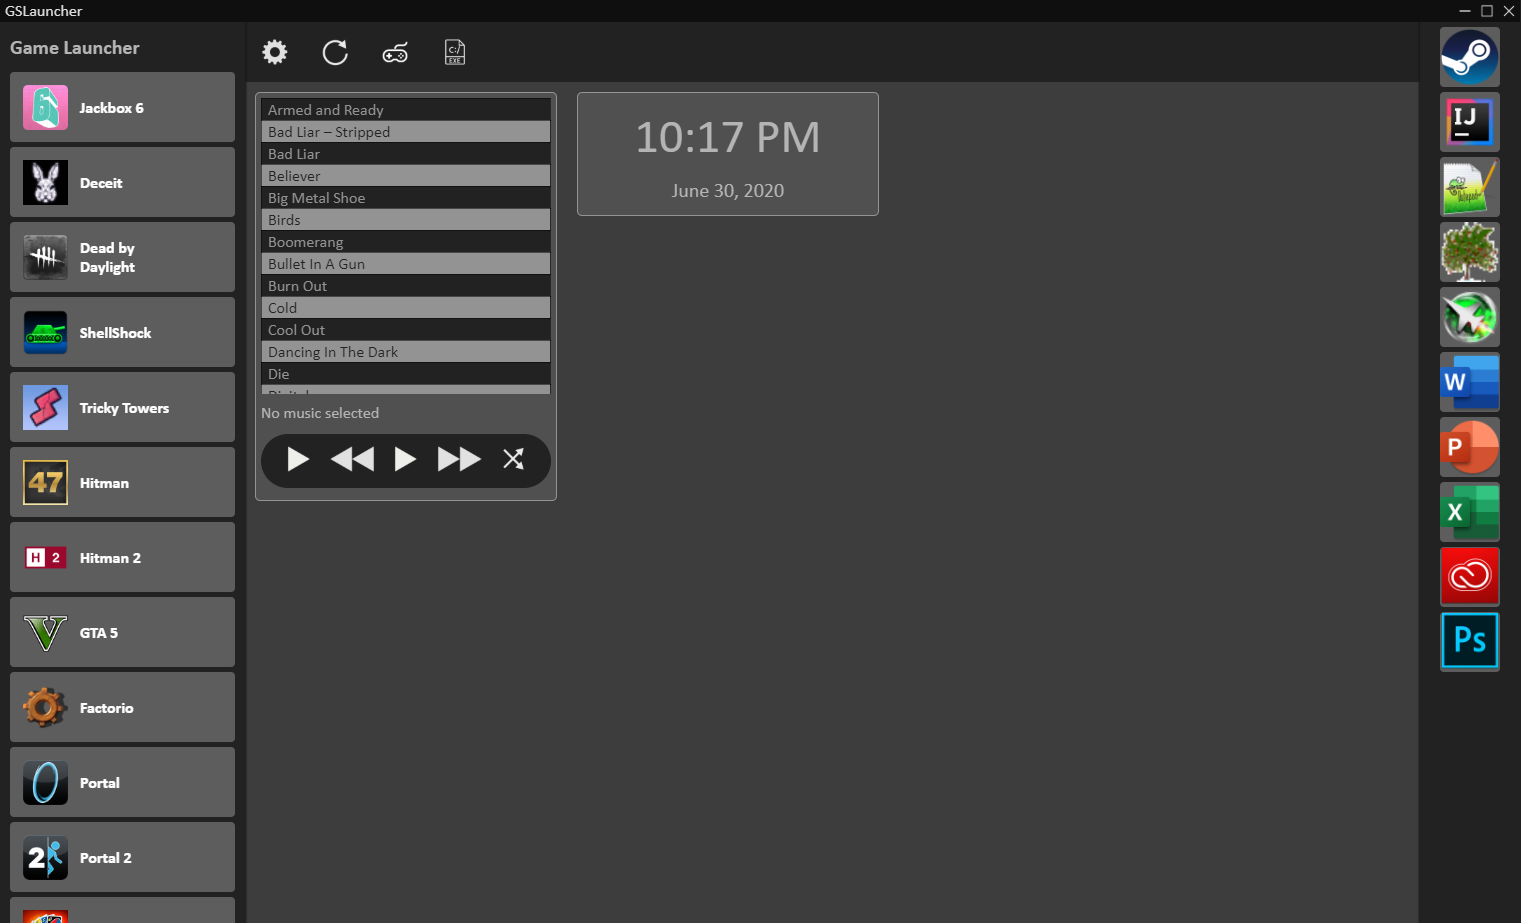 GSLauncher
Game Launcher
Jackbox 6
Deceit
Dead by
Daylight
ShellShock
Tricky Towers
47
Hitman
H 2
Hitman 2
GTA 5
Factorio
Portal
2
Portal 2
C:/
EXE
Armed and Ready
Bad Liar – Stripped
Bad Liar
Believer
Big Metal Shoe
Birds
Boomerang
Bullet In A Gun
Burn Out
Cold
Cool Out
Dancing In The Dark
Die
No music selected
10:17 PM
June 30, 2020
IJ
W
P
X
Ps